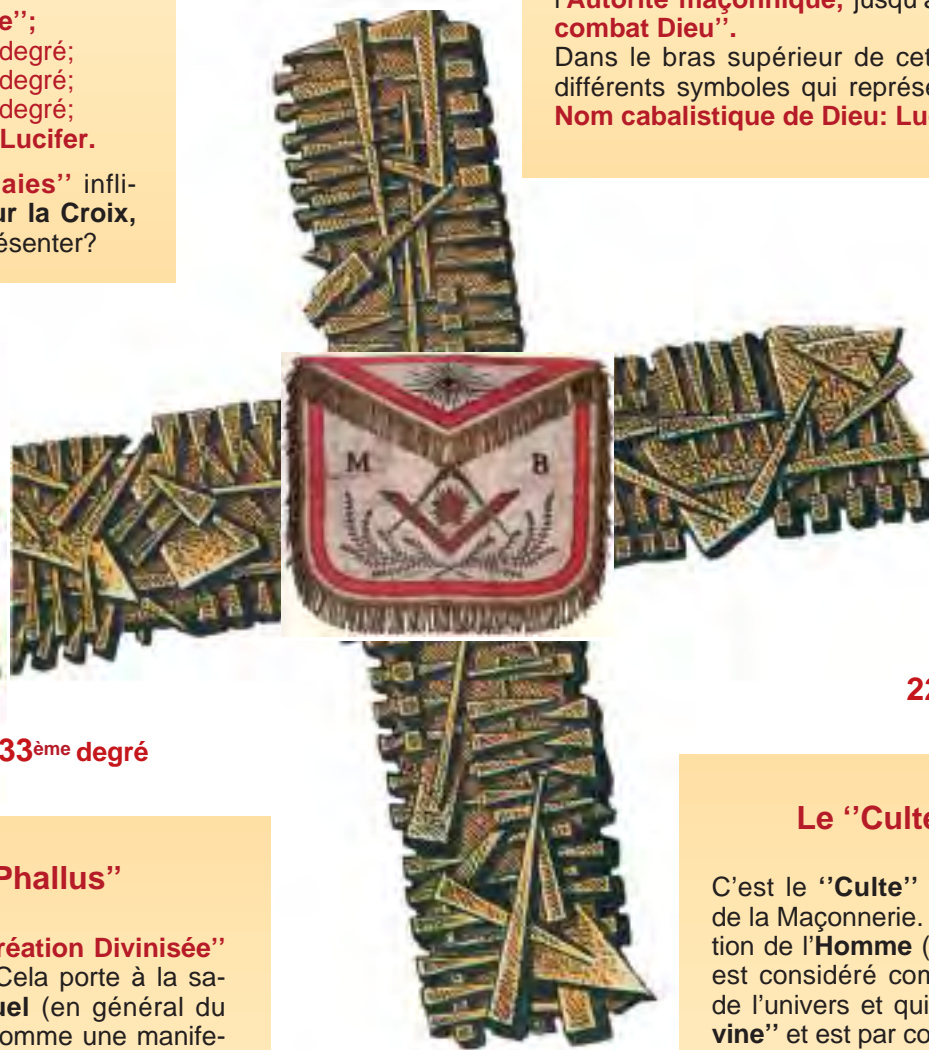 e'';
degré;
degré;
degré;
Lucifer.
aies'' infli-
ur la Croix,
ésenter?
l'Autorité maçonnique, jusqu'à
combat Dieu''.
Dans le bras supérieur de cet
différents symboles qui représe
Nom cabalistique de Dieu: Lu
M B
33ème degré
22
Phallus''
réation Divinisée''
Cela porte à la sa-
uel (en général du
omme une manife-
Le ''Culte
C'est le ''Culte''
de la Maçonnerie.
tion de l'Homme (
est considéré com
de l'univers et qui
vine'' et est par co